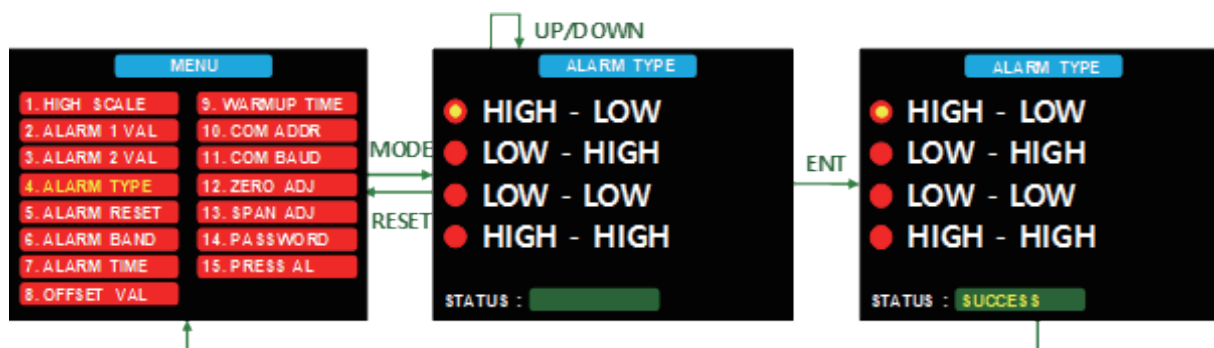 UP/DOWN
MENU
1. HIGH SCALE
2. ALARM 1 VAL
3. ALARM 2 VAL
4. ALARM TYPE
5. ALARM RESET
6. ALARM BAND
7. ALARM TIME
8. OFFSET VAL
9. WARMUP TIME
10. COM ADDR
11. COM BAUD
12. ZERO ADJ
13. SPAN ADJ
14. PASSWORD
15. PRESS AL
MODE
RESET
ALARM TYPE
HIGH - LOW
LOW - HIGH
LOW - LOW
HIGH - HIGH
STATUS :
ENT
ALARM TYPE
HIGH - LOW
LOW - HIGH
LOW - LOW
HIGH - HIGH
STATUS : SUCCESS